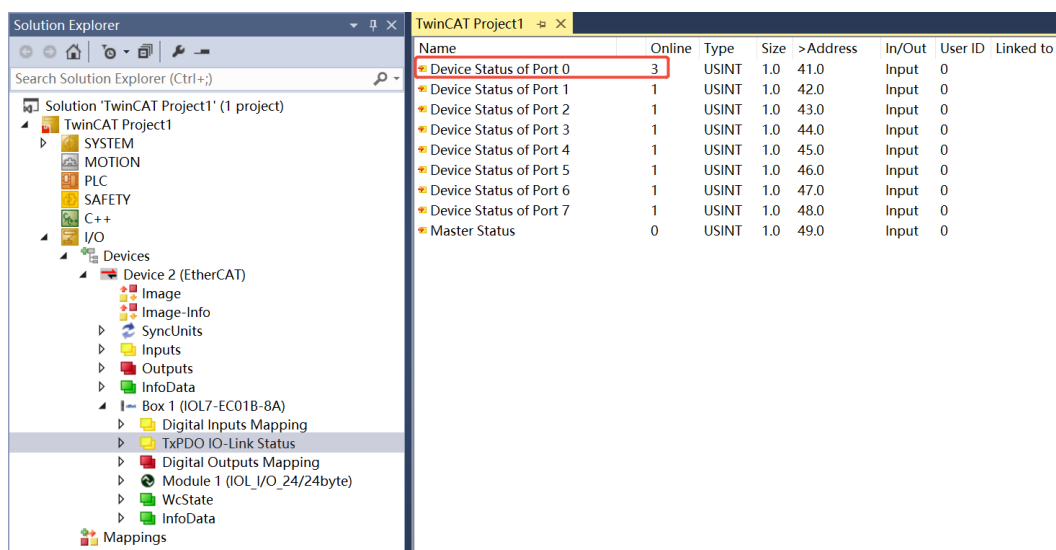 Solution Explorer
Search Solution Explorer (Ctrl+;)
Solution 'TwinCAT Project1' (1 project)
TwinCAT Project1
SYSTEM
MOTION
PLC
SAFETY
C++
I/O
Devices
Device 2 (EtherCAT)
Image
Image-Info
SyncUnits
Inputs
Outputs
InfoData
Box 1 (IOL7-EC01B-8A)
Digital Inputs Mapping
TxPDO IO-Link Status
Digital Outputs Mapping
Module 1 (IOL_I/O_24/24byte)
WcState
InfoData
Mappings
TwinCAT Project1
Name Online Type Size >Address In/Out User ID Linked to
Device Status of Port 0 3 USINT 1.0 41.0 Input 0
Device Status of Port 1 1 USINT 1.0 42.0 Input 0
Device Status of Port 2 1 USINT 1.0 43.0 Input 0
Device Status of Port 3 1 USINT 1.0 44.0 Input 0
Device Status of Port 4 1 USINT 1.0 45.0 Input 0
Device Status of Port 5 1 USINT 1.0 46.0 Input 0
Device Status of Port 6 1 USINT 1.0 47.0 Input 0
Device Status of Port 7 1 USINT 1.0 48.0 Input 0
Master Status 0 USINT 1.0 49.0 Input 0